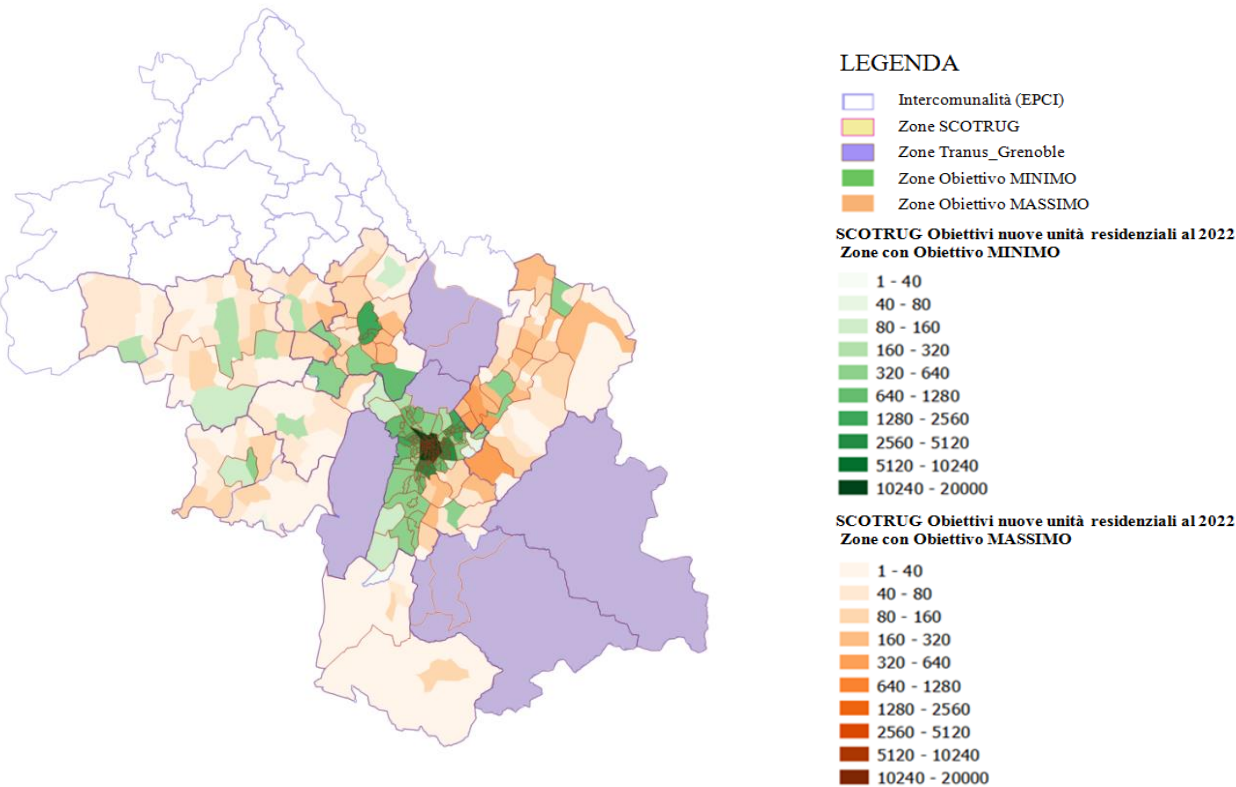 LEGENDA
Intercomunalità (EPCI)
Zone SCOTRUG
Zone Tranus_Grenoble
Zone Obiettivo MINIMO
Zone Obiettivo MASSIMO
SCOTRUG Obiettivi nuove unità residenziali al 2022
Zone con Obiettivo MINIMO
1 - 40
40 - 80
80 - 160
160 - 320
320 - 640
640 - 1280
1280 - 2560
2560 - 5120
5120 - 10240
10240 - 20000
SCOTRUG Obiettivi nuove unità residenziali al 2022
Zone con Obiettivo MASSIMO
1 - 40
40 - 80
80 - 160
160 - 320
320 - 640
640 - 1280
1280 - 2560
2560 - 5120
5120 - 10240
10240 - 20000